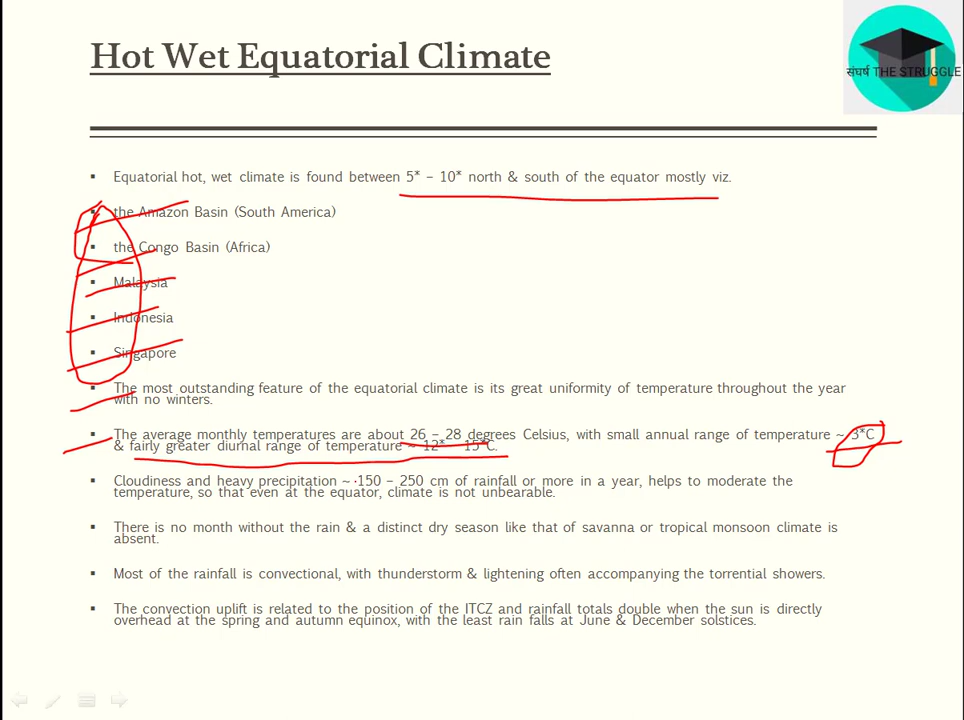 Hot Wet Equatorial Climate
संघर्ष THE STRUGGLE
▪ Equatorial hot, wet climate is found between 5* – 10* north & south of the equator mostly viz.
▪ the Amazon Basin (South America)
▪ the Congo Basin (Africa)
▪ Malaysia
▪ Indonesia
▪ Singapore
▪ The most outstanding feature of the equatorial climate is its great uniformity of temperature throughout the year
with no winters.
▪ The average monthly temperatures are about 26 – 28 degrees Celsius, with small annual range of temperature ~ 3*C
& fairly greater diurnal range of temperature ~ 12* – 15*C.
▪ Cloudiness and heavy precipitation ~ 150 – 250 cm of rainfall or more in a year, helps to moderate the
temperature, so that even at the equator, climate is not unbearable.
▪ There is no month without the rain & a distinct dry season like that of savanna or tropical monsoon climate is
absent.
▪ Most of the rainfall is convectional, with thunderstorm & lightening often accompanying the torrential showers.
▪ The convection uplift is related to the position of the ITCZ and rainfall totals double when the sun is directly
overhead at the spring and autumn equinox, with the least rain falls at June & December solstices.